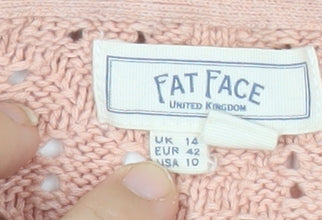 FAT FACE
UNITED KINGDOM
UK 14
EUR 42
USA 10